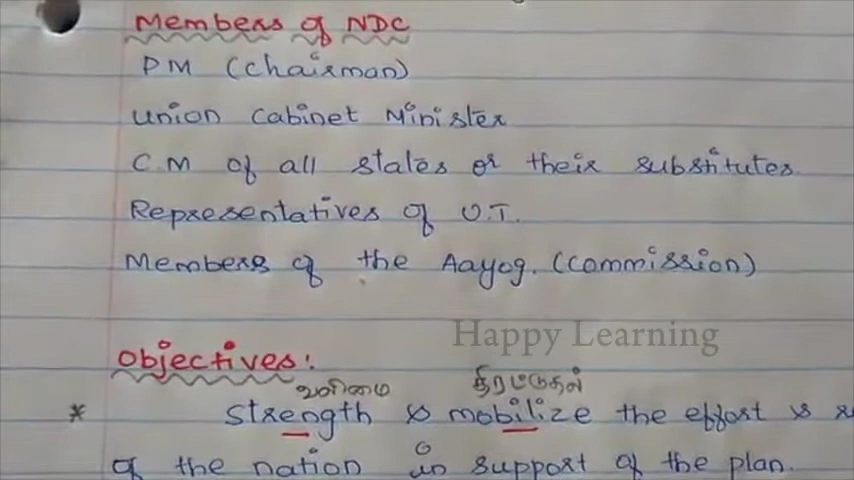 Members of NDC
PM (chairman)
Union Cabinet Minister
C.M of all states or their substitutes
Representatives of U.T.
Members of the Aayog. (commission)
Happy Learning
Objectives:
வலிமை திரட்டுதல்
* Strength & mobilize the effort &
of the nation in support of the plan.